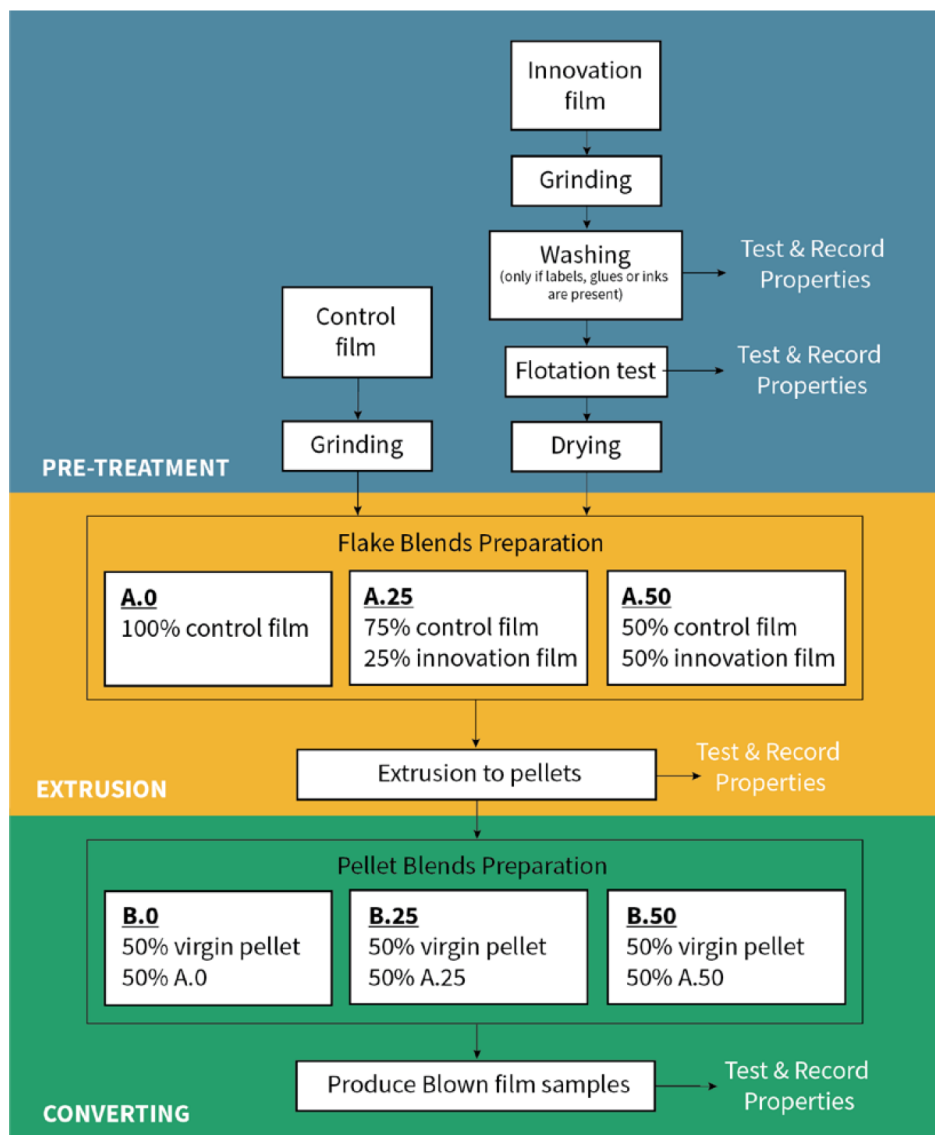 Innovation
film
Grinding
Washing
(only if labels, glues or inks
are present)
Test & Record
Properties
Control
film
Flotation test
Test & Record
Properties
Grinding
Drying
PRE-TREATMENT
Flake Blends Preparation
A.0
100% control film
A.25
75% control film
25% innovation film
A.50
50% control film
50% innovation film
Extrusion to pellets
Test & Record
Properties
EXTRUSION
Pellet Blends Preparation
B.0
50% virgin pellet
50% A.0
B.25
50% virgin pellet
50% A.25
B.50
50% virgin pellet
50% A.50
Produce Blown film samples
Test & Record
Properties
CONVERTING